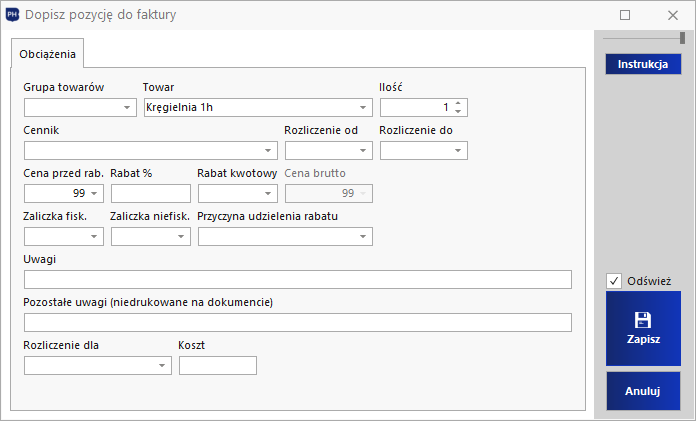 PH Dopisz pozycję do faktury
Obciążenia
Instrukcja
Grupa towarów Towar Ilość
Kręgielnia 1h 1
Cennik Rozliczenie od Rozliczenie do
Cena przed rab. Rabat % Rabat kwotowy Cena brutto
99 99
Zaliczka fisk. Zaliczka niefisk. Przyczyna udzielenia rabatu
Uwagi
Pozostałe uwagi (niedrukowane na dokumencie)
Rozliczenie dla Koszt
Odśwież
Zapisz
Anuluj